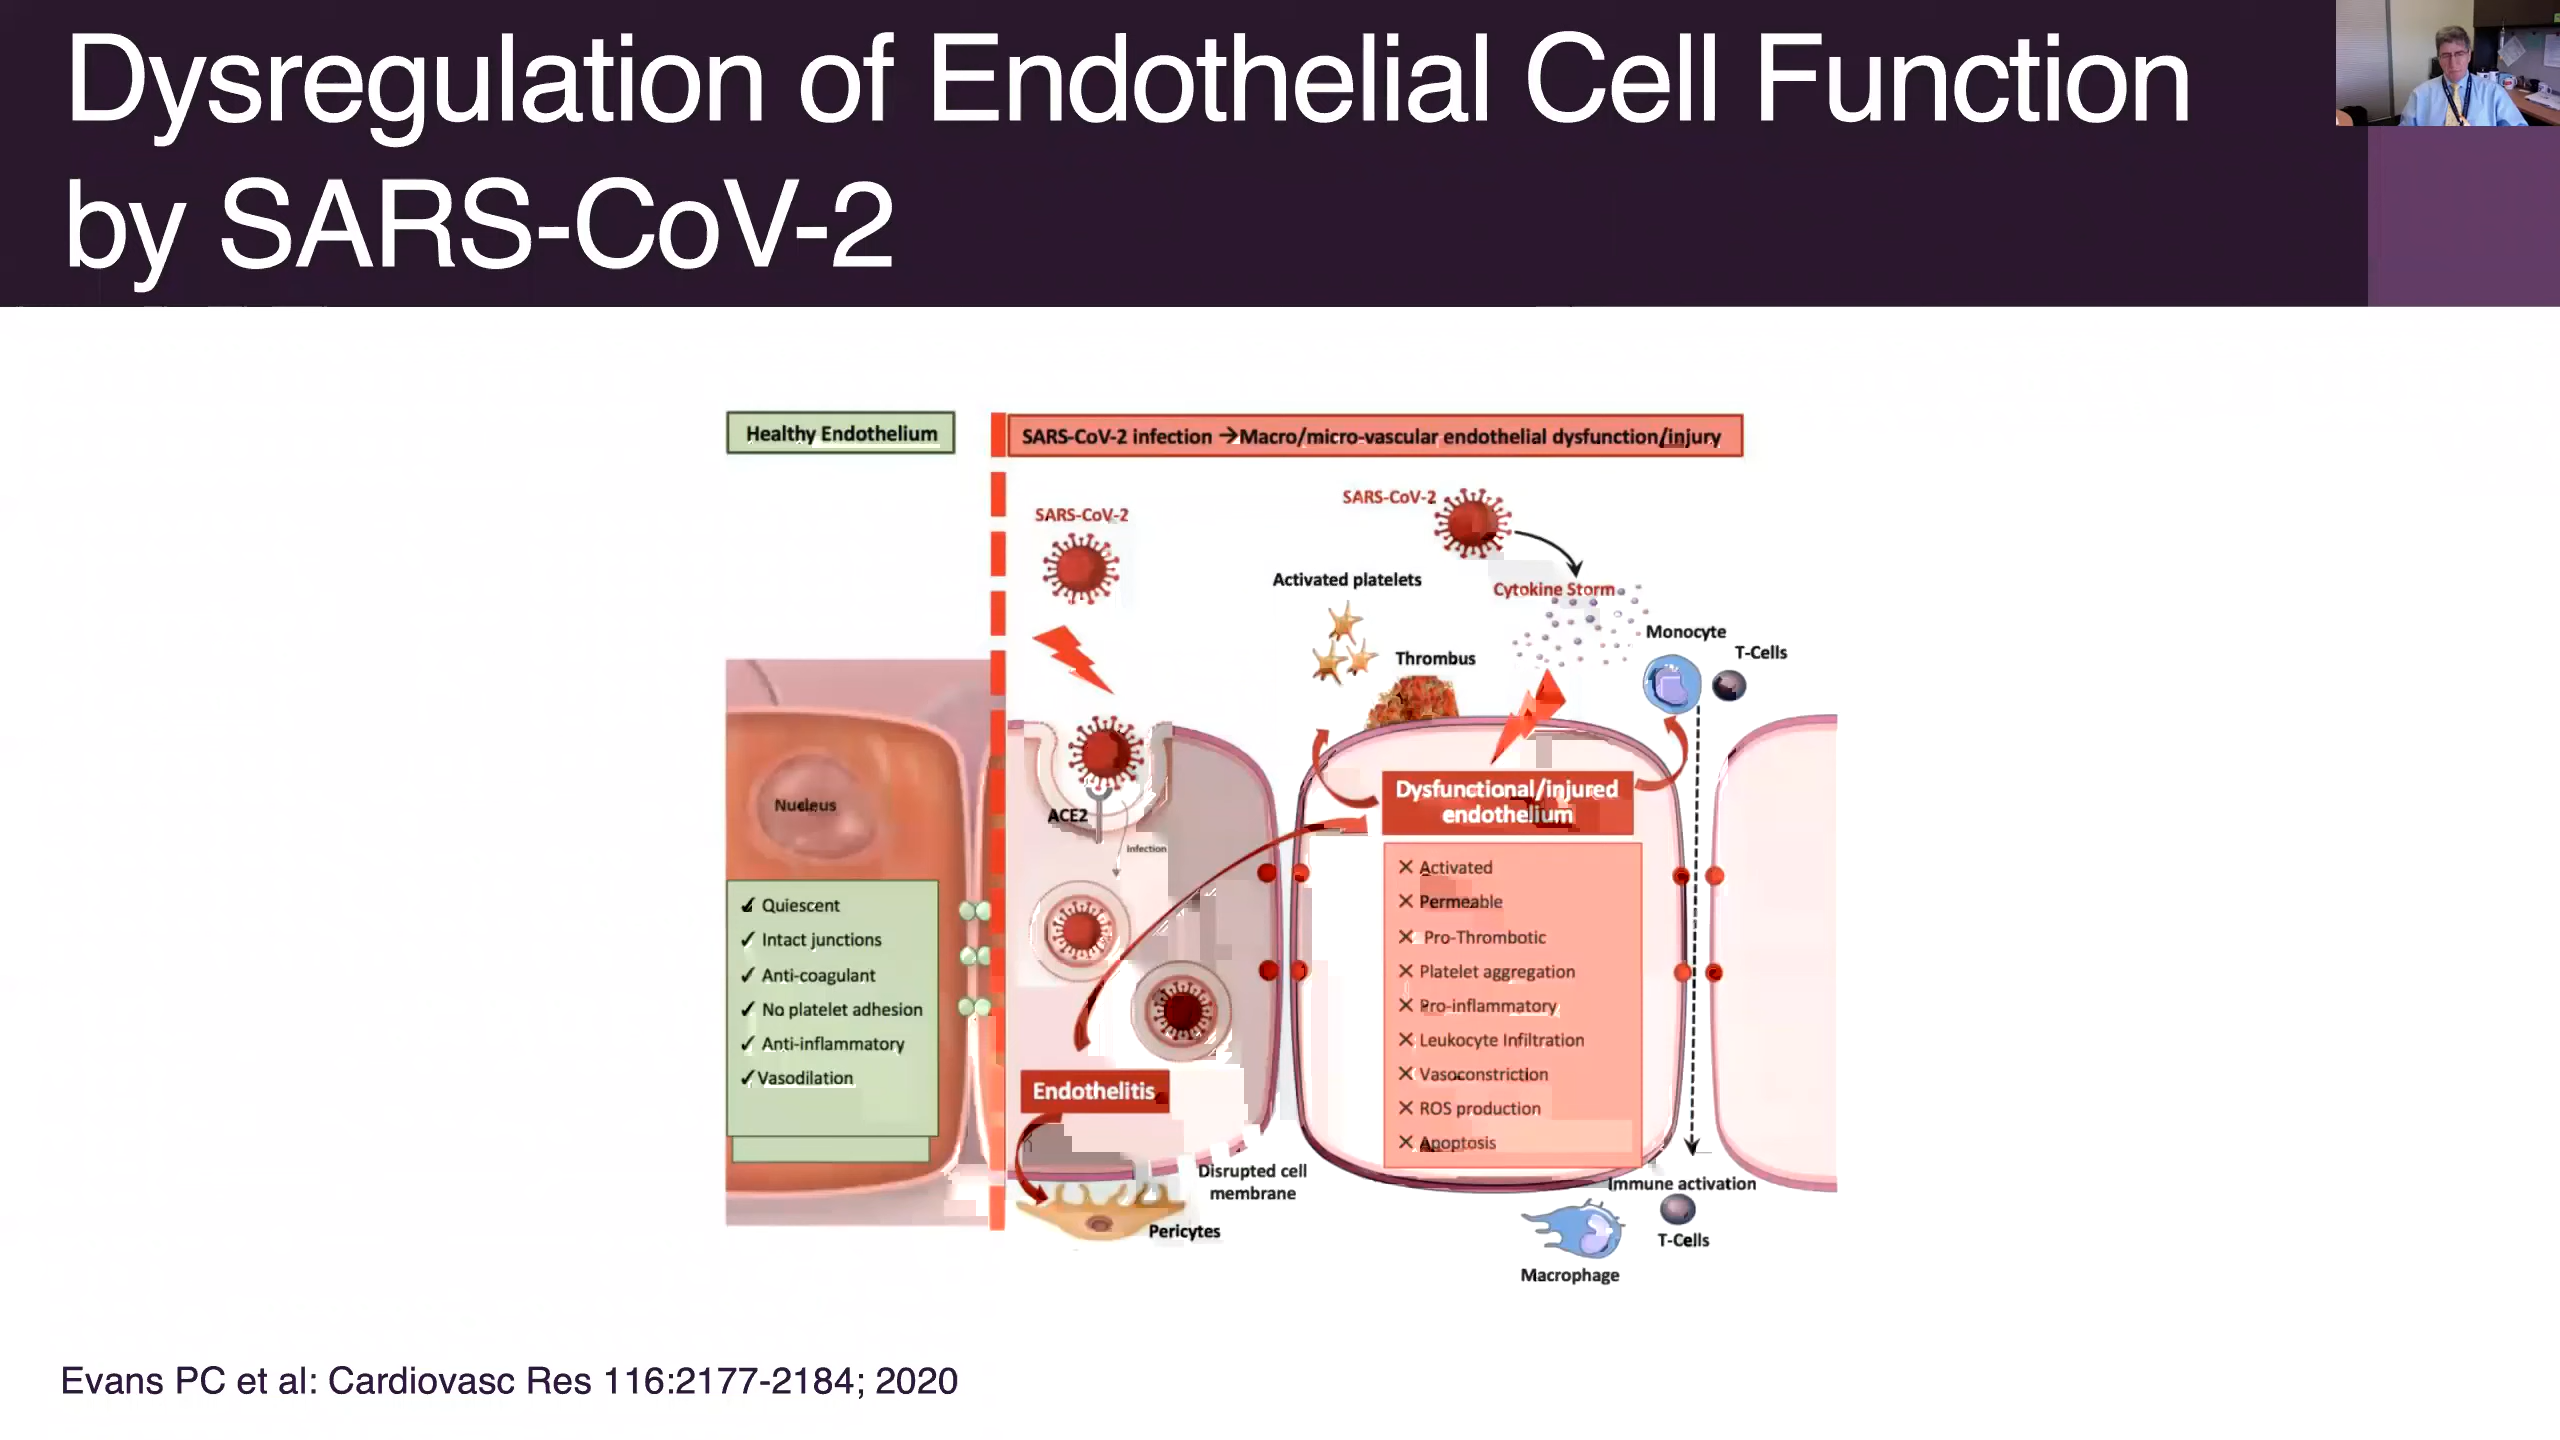 Dysregulation of Endothelial Cell Function
by SARS-CoV-2
Healthy Endothelium
SARS-CoV-2 infection →Macro/micro-vascular endothelial dysfunction/injury
SARS-CoV-2
SARS-CoV-2
Activated platelets
Cytokine Storm
Monocyte
T-Cells
Thrombus
Nucleus
ACE2
Infection
Dysfunctional/injured
endothelium
✓ Quiescent
✓ Intact junctions
✓ Anti-coagulant
✓ No platelet adhesion
✓ Anti-inflammatory
✓Vasodilation
✕ Activated
✕ Permeable
✕ Pro-Thrombotic
✕ Platelet aggregation
✕ Pro-inflammatory
✕ Leukocyte Infiltration
✕ Vasoconstriction
✕ ROS production
✕ Apoptosis
Endothelitis
Disrupted cell
membrane
Pericytes
Immune activation
T-Cells
Macrophage
Evans PC et al: Cardiovasc Res 116:2177-2184; 2020